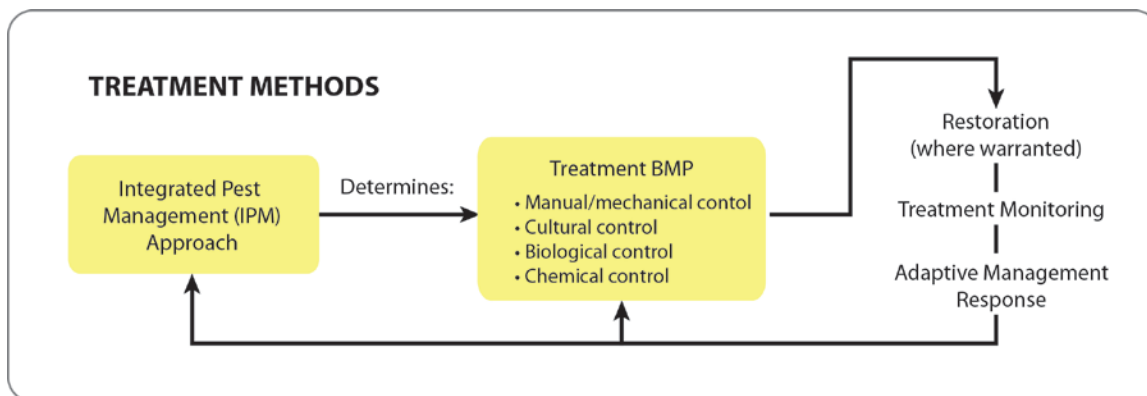 TREATMENT METHODS
Integrated Pest
Management (IPM)
Approach
Determines:
Treatment BMP
• Manual/mechanical contol
• Cultural control
• Biological control
• Chemical control
Restoration
(where warranted)
Treatment Monitoring
Adaptive Management
Response